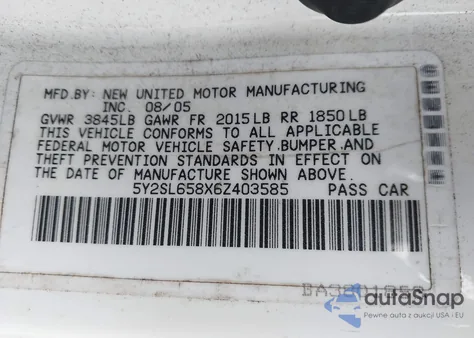 MFD.BY: NEW UNITED MOTOR MANUFACTURING
INC. 08/05
GVWR 3845LB GAWR FR 2015LB RR 1850LB
THIS VEHICLE CONFORMS TO ALL APPLICABLE
FEDERAL MOTOR VEHICLE SAFETY,BUMPER,AND
THEFT PREVENTION STANDARDS IN EFFECT ON
THE DATE OF MANUFACTURE SHOWN ABOVE.
5Y2SL658X6Z403585 PASS CAR
autaSnap
Pewne auta z aukcji USA i EU